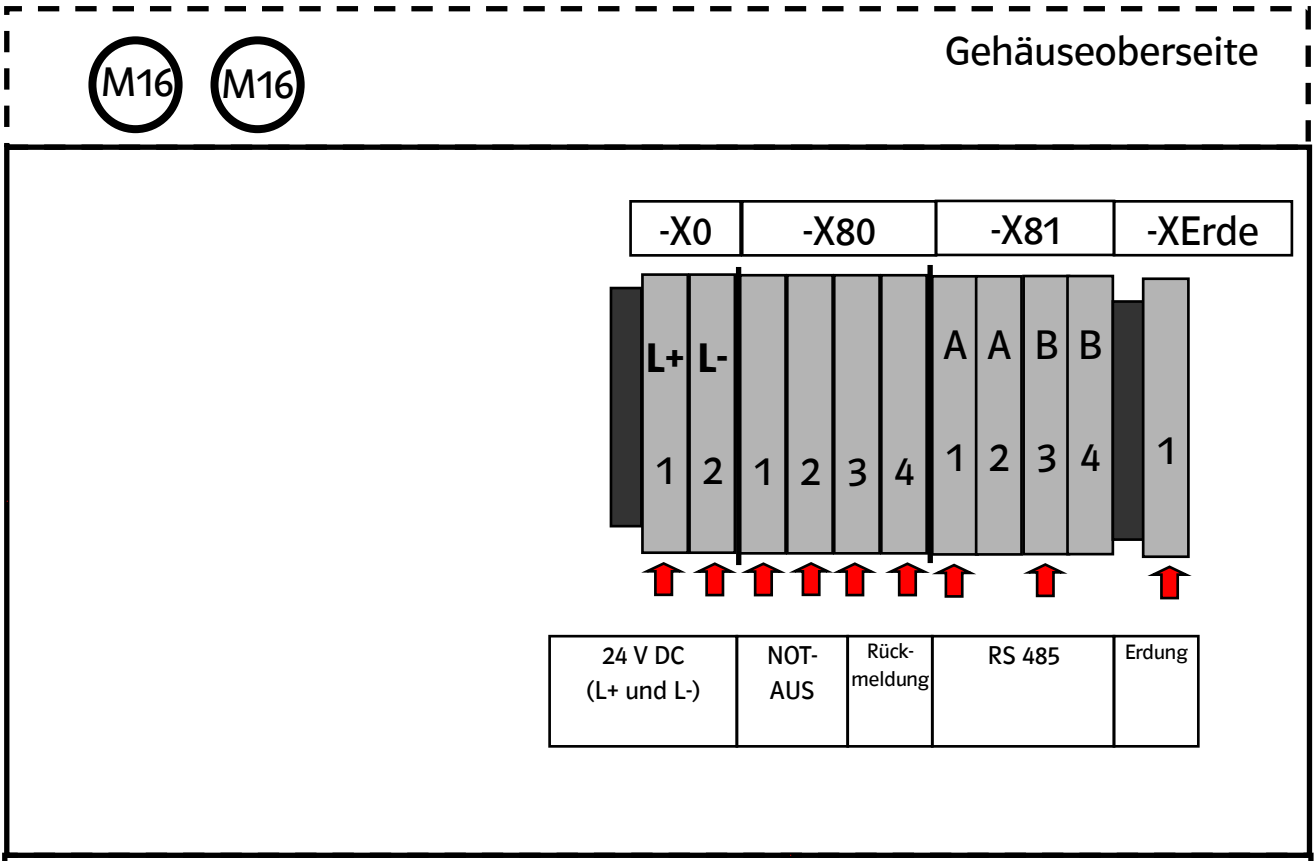 Gehäuseoberseite
M16 M16
-X0 -X80 -X81 -XErde
L+ L- A A B B
1 2 1 2 3 4 1 2 3 4 1
24 V DC
(L+ und L-)
NOT-
AUS
Rück-
meldung
RS 485
Erdung